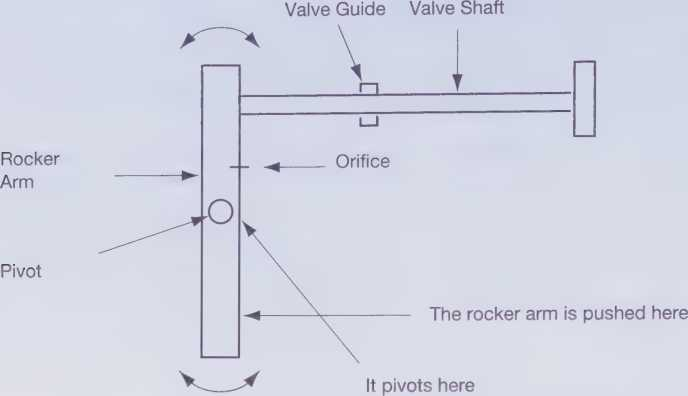 Valve Guide
Valve Shaft
Rocker
Arm
Orifice
Pivot
The rocker arm is pushed here
It pivots here